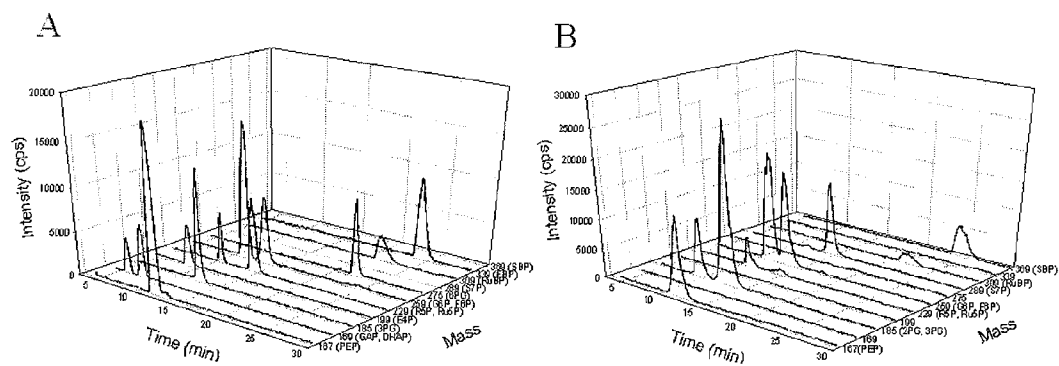 A
20000
15000
10000
5000
0
Intensity (cps)
5
10
15
20
25
30
Time (min)
Mass
167 (PEP)
169 (GAP, DHAP)
185 (3PG)
199 (E4P)
229 (R5P, Ru5P)
259 (G6P, F6P)
275 (6PG)
289 (S7P)
309 (RuBP)
339 (FBP)
369 (SBP)
B
30000
25000
20000
15000
10000
5000
0
Intensity (cps)
5
10
15
20
25
30
Time (min)
Mass
167(PEP)
169
185 (2PG, 3PG)
199
229 (R5P, Ru5P)
259 (G6P, F6P)
275
289 (S7P)
309 (RuBP)
339
369 (SBP)